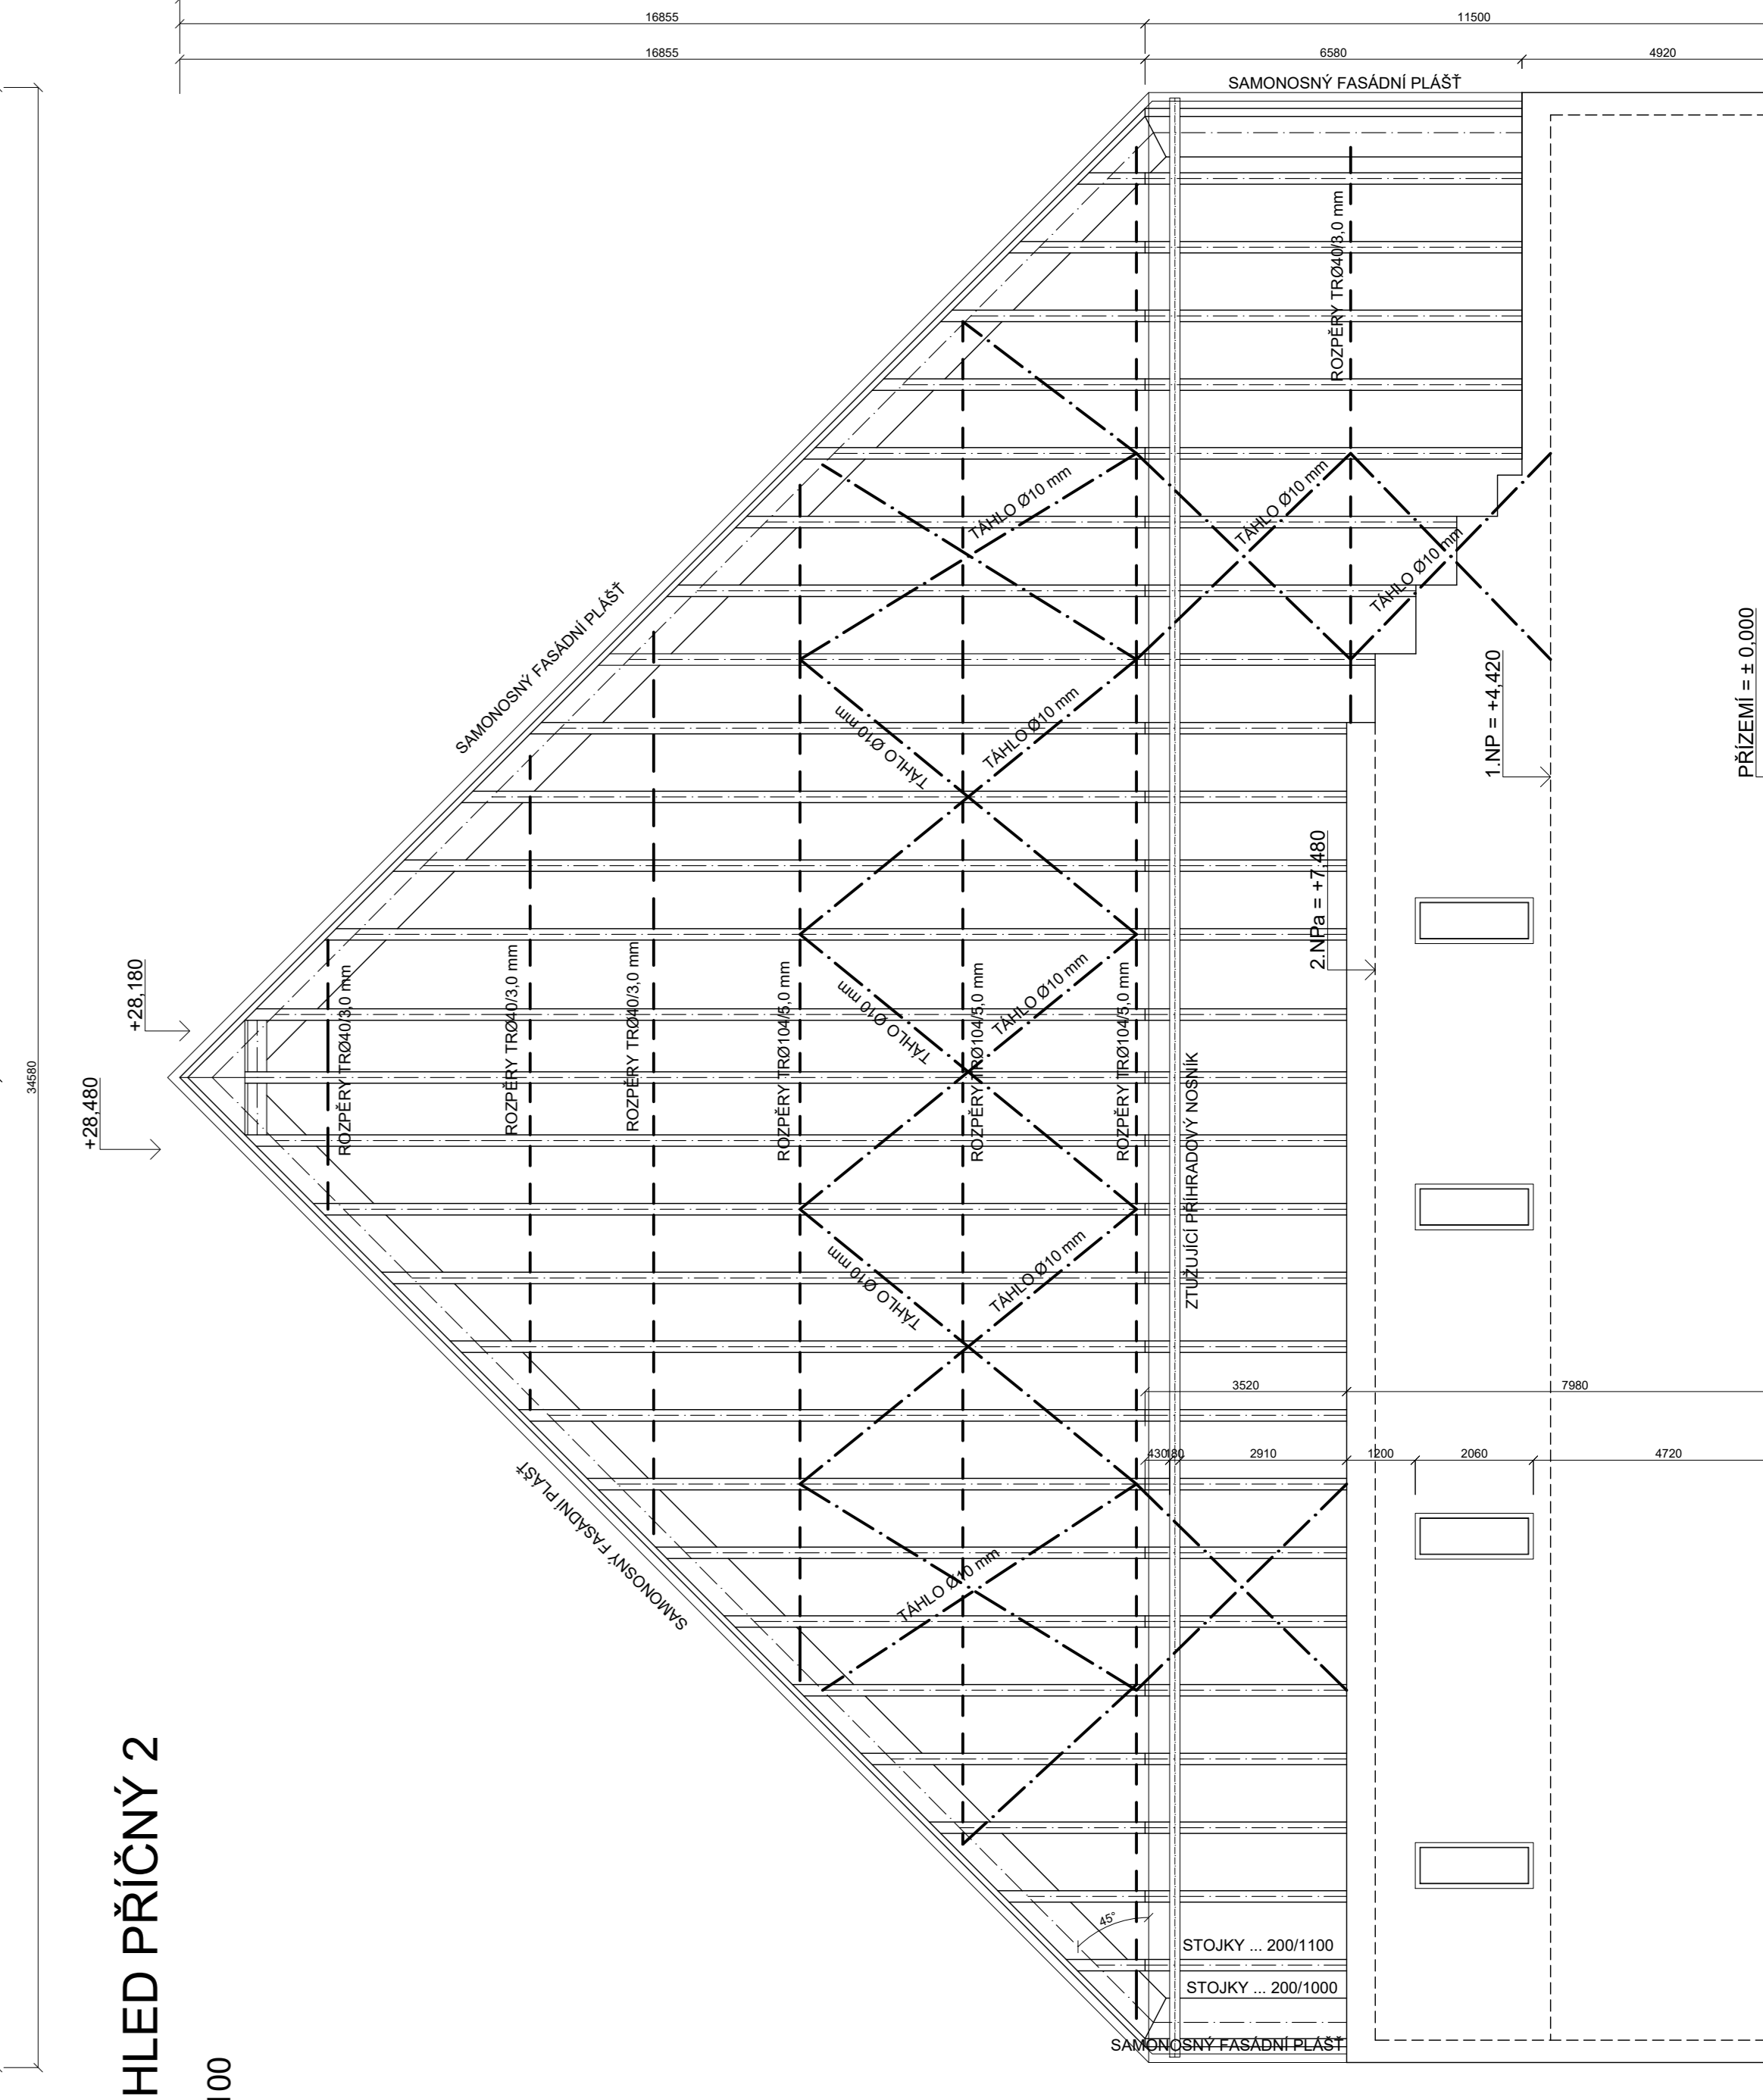 16855
11500
16855
6580
4920
SAMONOSNÝ FASÁDNÍ PLÁŠŤ
ROZPĚRY TRØ40/3,0 mm
TÁHLO Ø10 mm
TÁHLO Ø10 mm
TÁHLO Ø10 mm
SAMONOSNÝ FASÁDNÍ PLÁŠŤ
1.NP = +4,420
PŘÍZEMÍ = ± 0,000
TÁHLO Ø10 mm
TÁHLO Ø10 mm
2.NPa = +7,480
+28,180
+28,480
34580
ROZPĚRY TRØ40/3,0 mm
ROZPĚRY TRØ40/3,0 mm
ROZPĚRY TRØ40/3,0 mm
ROZPĚRY TRØ104/5,0 mm
ROZPĚRY TRØ104/5,0 mm
ROZPĚRY TRØ104/5,0 mm
TÁHLO Ø10 mm
TÁHLO Ø10 mm
ZTUŽUJÍCÍ PŘÍHRADOVÝ NOSNÍK
TÁHLO Ø10 mm
TÁHLO Ø10 mm
3520
7980
430
180
2910
1200
2060
4720
SAMONOSNÝ FASÁDNÍ PLÁŠŤ
TÁHLO Ø10 mm
45°
STOJKY ... 200/1100
STOJKY ... 200/1000
SAMONOSNÝ FASÁDNÍ PLÁŠŤ
HLED PŘÍČNÝ 2
100